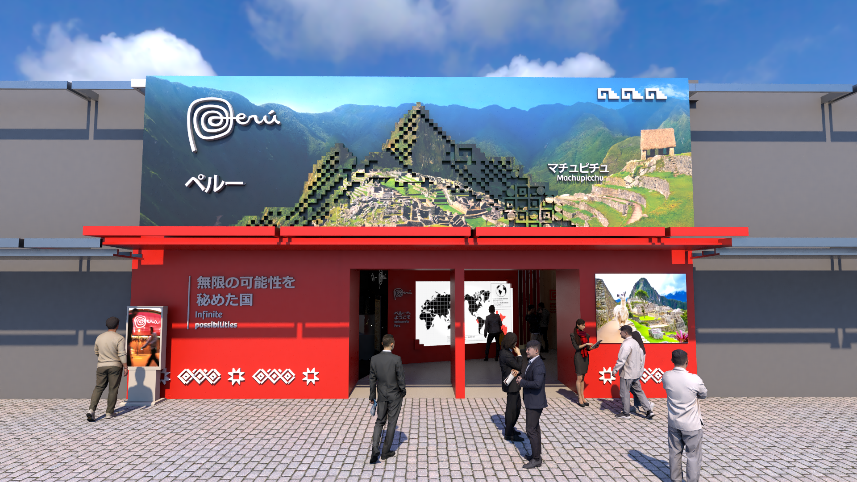 Perú
ペルー
マチュピチュ
Machupicchu
無限の可能性を
秘めた国
Infinite
possibilities
Perú